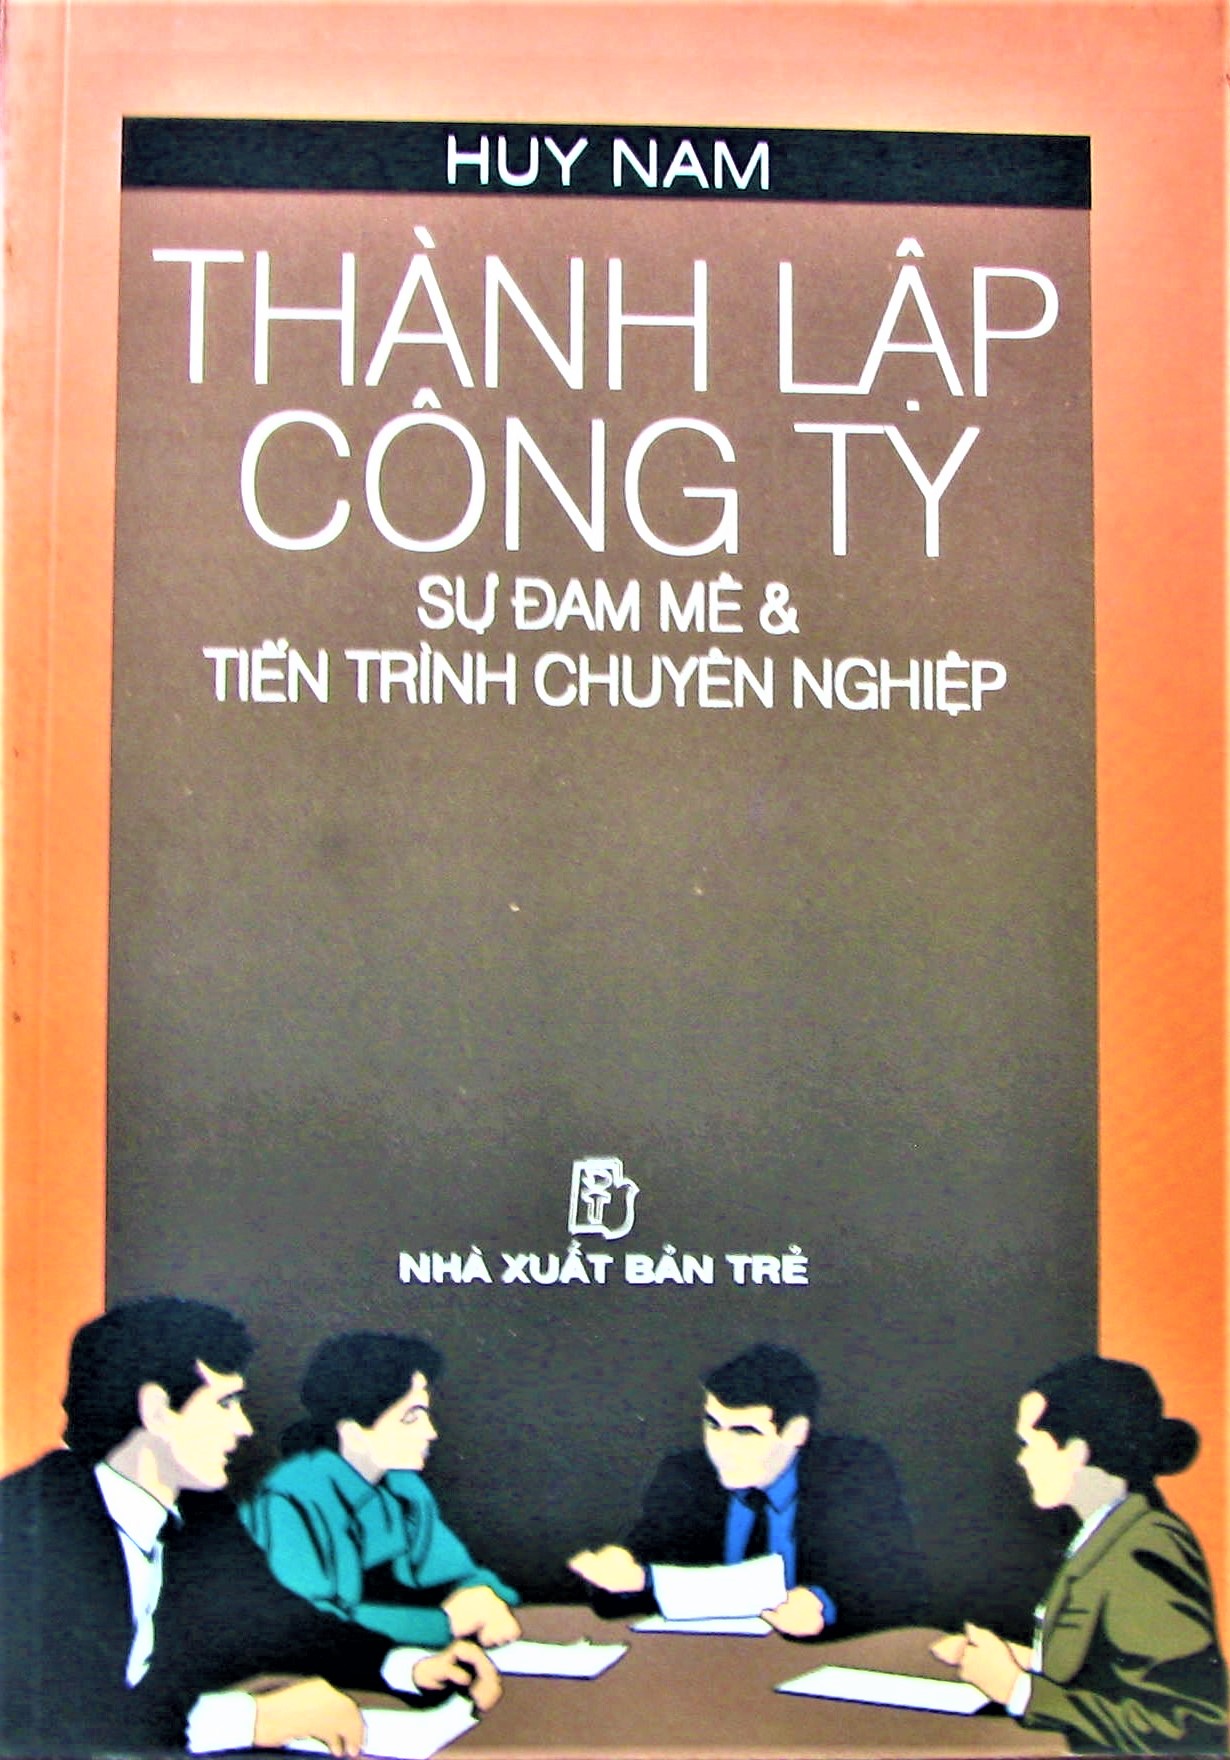 HUY NAM
THÀNH LẬP
CÔNG TY
SỰ ĐAM MÊ &
TIẾN TRÌNH CHUYÊN NGHIỆP
NHÀ XUẤT BẢN TRẺ